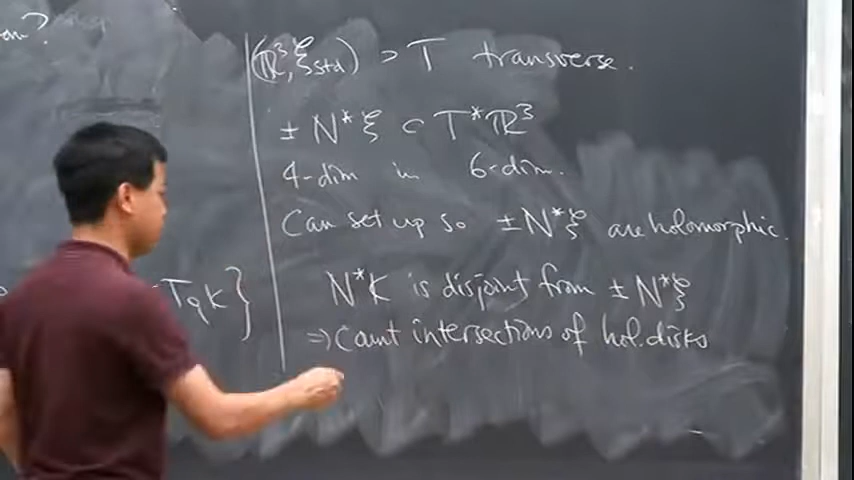 (ℝ³, ξstd) ⊃ T transverse.
± N*ξ ⊂ T*ℝ³
4-dim in 6-dim.
Can set up so ±N*ξ are holomorphic.
TqK}
N*K is disjoint from ±N*ξ
⇒ Count intersections of hol. disks